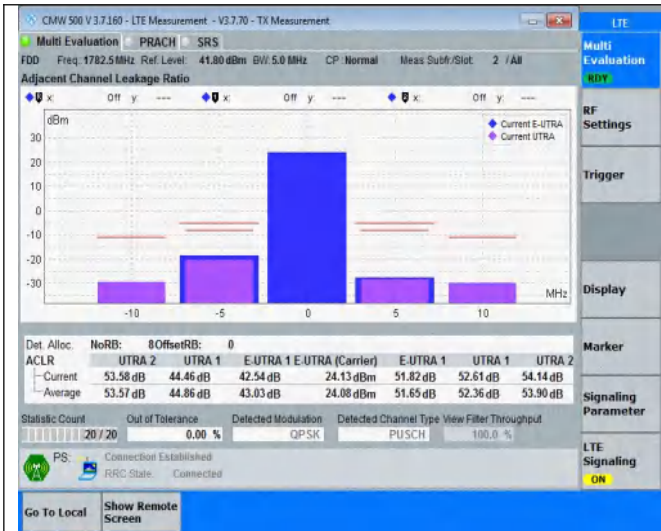 CMW 500 V 3.7.160 - LTE Measurement - V3.7.70 - TX Measurement
LTE
Multi Evaluation PRACH SRS
Multi
Evaluation
RDY
FDD Freq.: 1782.5 MHz Ref. Level: 41.80 dBm BW: 5.0 MHz CP: Normal Meas Subfr./Slot: 2 / All
Adjacent Channel Leakage Ratio
x: Off y: --- x: Off y: --- x: Off y: ---
dBm
Current E-UTRA
Current UTRA
30
20
10
0
-10
-20
-30
-10 -5 0 5 10
MHz
RF
Settings
Trigger
Display
Marker
Signaling
Parameter
LTE
Signaling
ON
Det. Alloc. NoRB: 8 OffsetRB: 0
ACLR UTRA 2 UTRA 1 E-UTRA 1 E-UTRA (Carrier) E-UTRA 1 UTRA 1 UTRA 2
Current 53.58 dB 44.46 dB 42.54 dB 24.13 dBm 51.82 dB 52.61 dB 54.14 dB
Average 53.57 dB 44.86 dB 43.03 dB 24.08 dBm 51.65 dB 52.36 dB 53.90 dB
Statistic Count Out of Tolerance Detected Modulation Detected Channel Type View Filter Throughput
20 / 20 0.00 % QPSK PUSCH 100.0 %
PS: Connection Established
RRC State: Connected
Go To Local
Show Remote
Screen